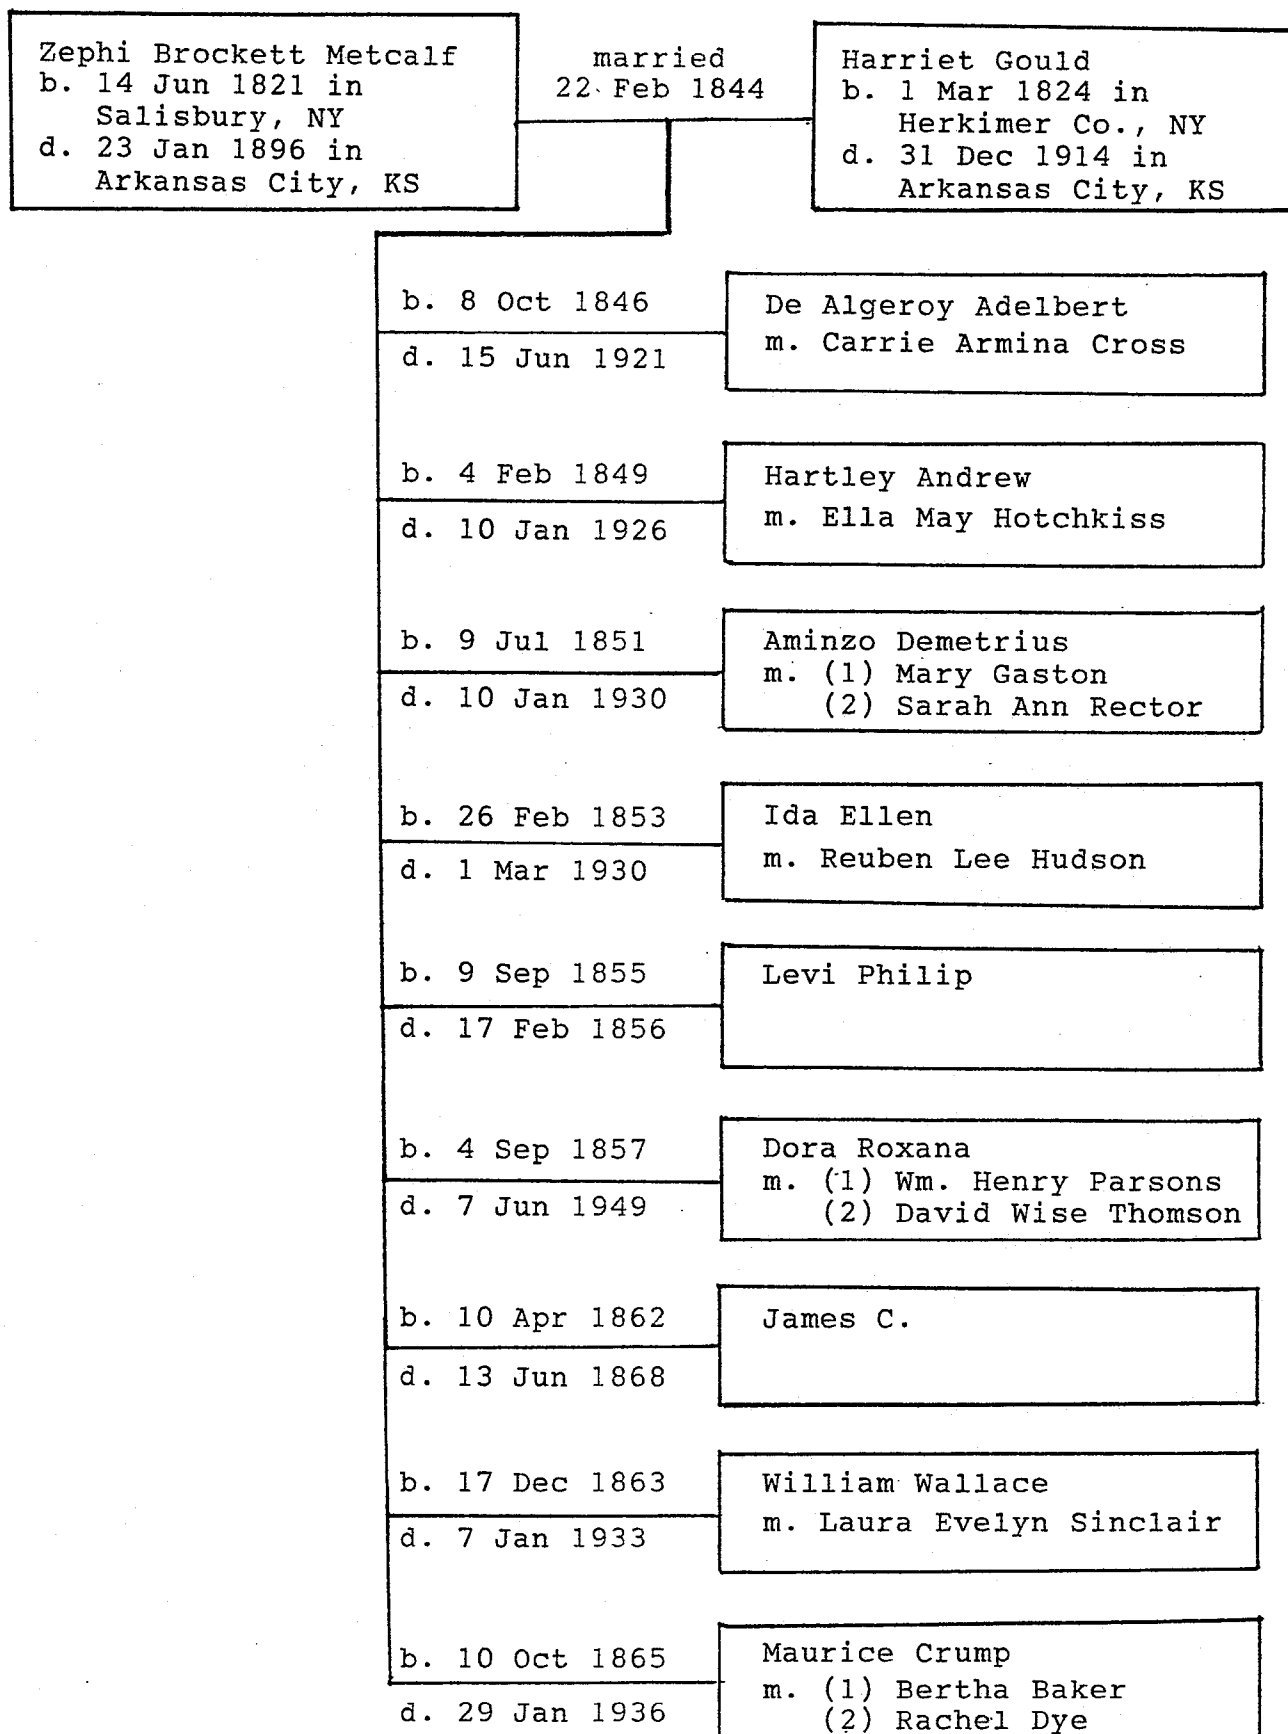 Zephi Brockett Metcalf
b. 14 Jun 1821 in
Salisbury, NY
d. 23 Jan 1896 in
Arkansas City, KS
married
22 Feb 1844
Harriet Gould
b. 1 Mar 1824 in
Herkimer Co., NY
d. 31 Dec 1914 in
Arkansas City, KS
b. 8 Oct 1846
d. 15 Jun 1921
De Algeroy Adelbert
m. Carrie Armina Cross
b. 4 Feb 1849
d. 10 Jan 1926
Hartley Andrew
m. Ella May Hotchkiss
b. 9 Jul 1851
d. 10 Jan 1930
Aminzo Demetrius
m. (1) Mary Gaston
(2) Sarah Ann Rector
b. 26 Feb 1853
d. 1 Mar 1930
Ida Ellen
m. Reuben Lee Hudson
b. 9 Sep 1855
d. 17 Feb 1856
Levi Philip
b. 4 Sep 1857
d. 7 Jun 1949
Dora Roxana
m. (1) Wm. Henry Parsons
(2) David Wise Thomson
b. 10 Apr 1862
d. 13 Jun 1868
James C.
b. 17 Dec 1863
d. 7 Jan 1933
William Wallace
m. Laura Evelyn Sinclair
b. 10 Oct 1865
d. 29 Jan 1936
Maurice Crump
m. (1) Bertha Baker
(2) Rachel Dye